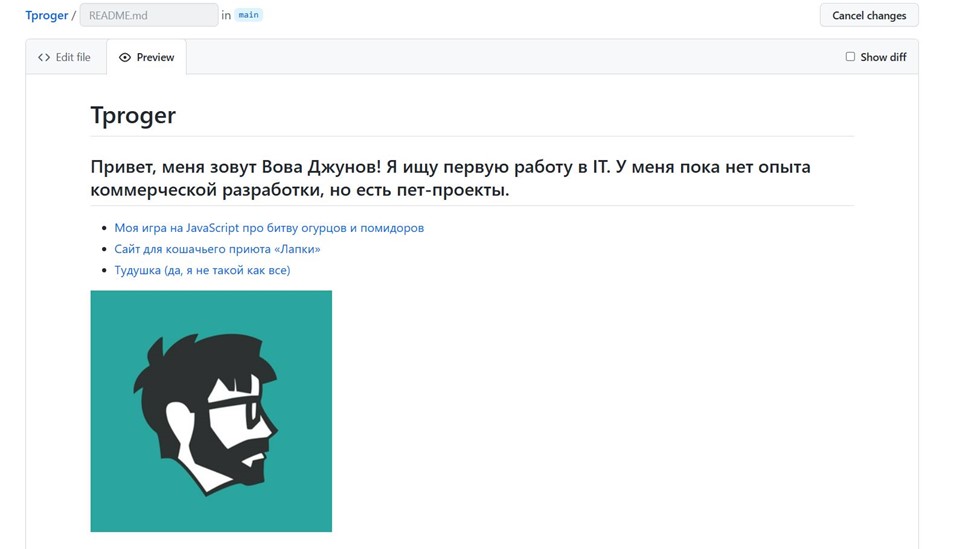 Tproger / README.md in main Cancel changes
Edit file Preview Show diff
Tproger
Привет, меня зовут Вова Джунов! Я ищу первую работу в IT. У меня пока нет опыта
коммерческой разработки, но есть пет-проекты.
Моя игра на JavaScript про битву огурцов и помидоров
Сайт для кошачьего приюта «Лапки»
Тудушка (да, я не такой как все)